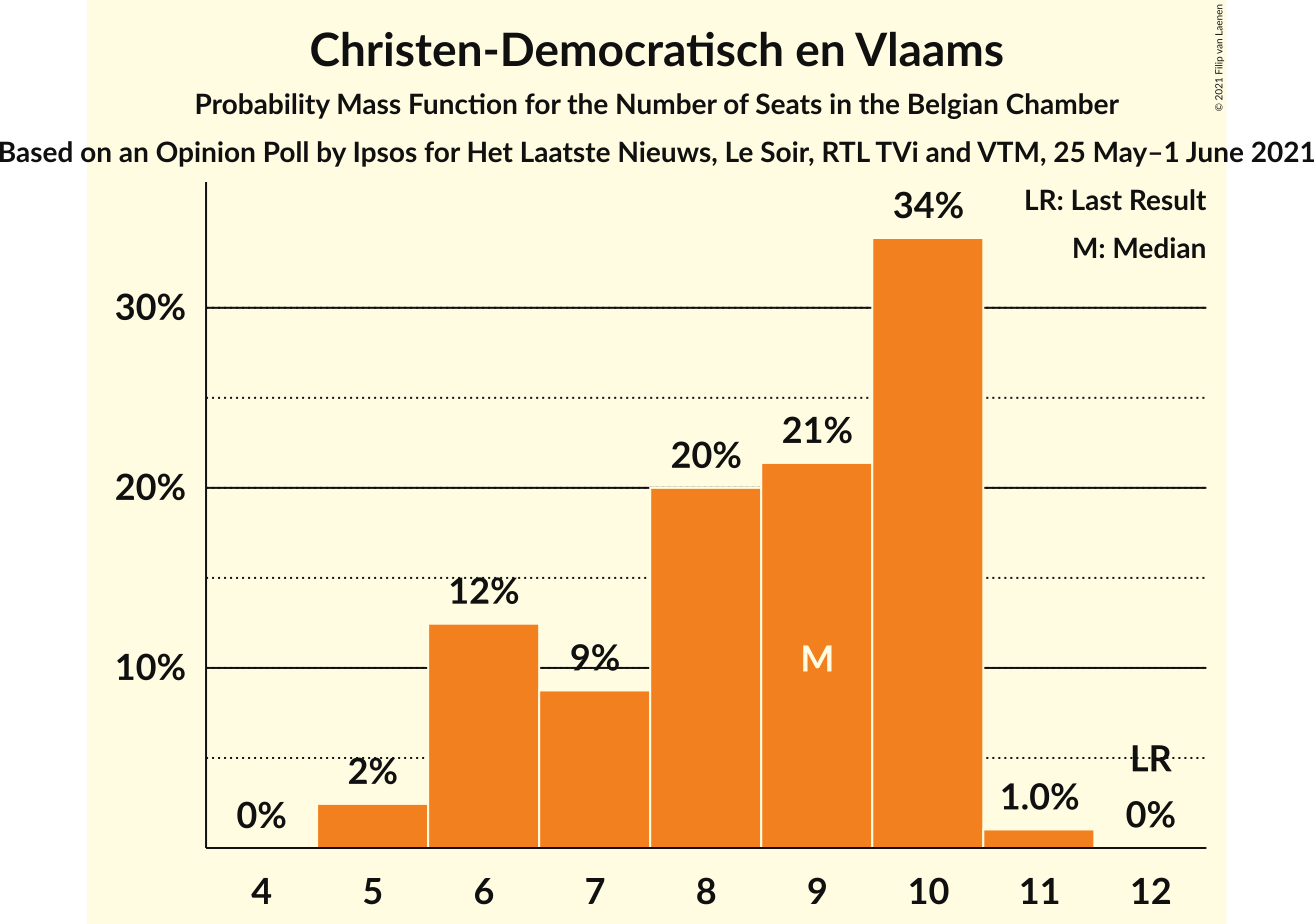 Christen-Democratisch en Vlaams
Probability Mass Function for the Number of Seats in the Belgian Chamber
Based on an Opinion Poll by Ipsos for Het Laatste Nieuws, Le Soir, RTL TVi and VTM, 25 May–1 June 2021
© 2021 Filip van Laenen
LR: Last Result
M: Median
34%
30%
21%
20%
20%
12%
9%
10%
M
2%
LR
1.0%
0%
0%
4 5 6 7 8 9 10 11 12